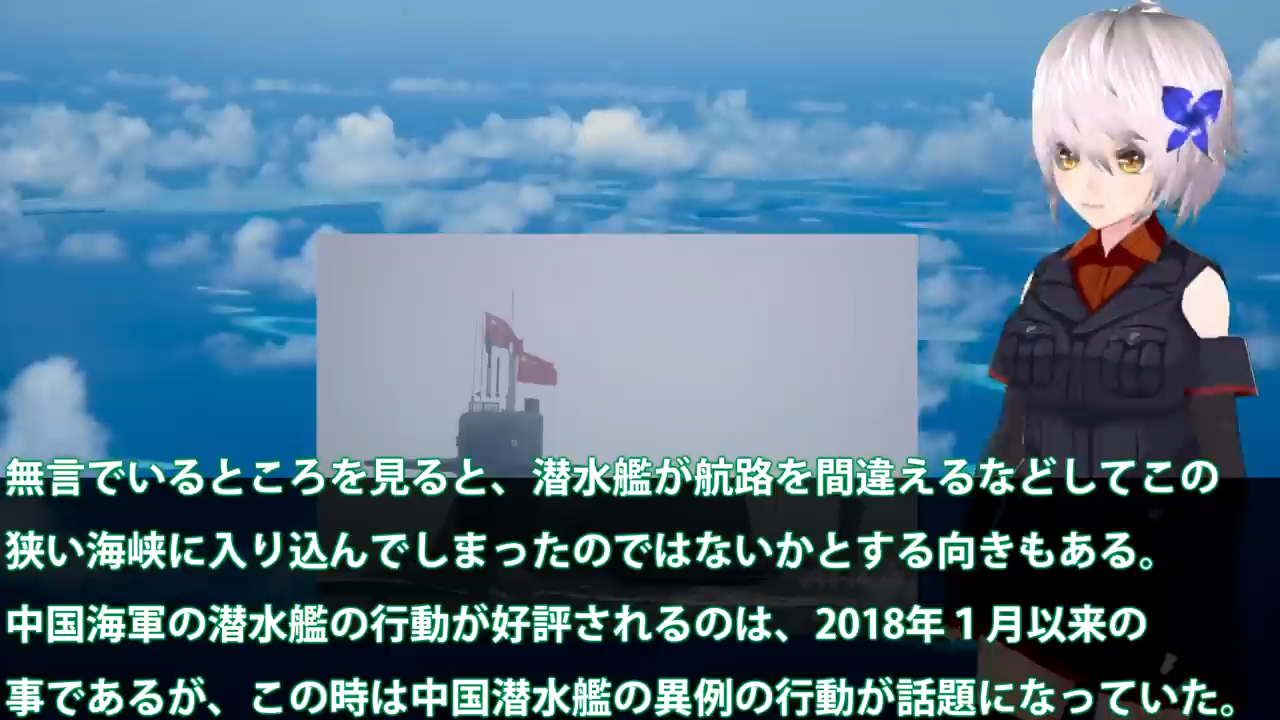 無言でいるところを見ると、潜水艦が航路を間違えるなどしてこの
狭い海峡に入り込んでしまったのではないかとする向きもある。
中国海軍の潜水艦の行動が好評されるのは、2018年１月以来の
事であるが、この時は中国潜水艦の異例の行動が話題になっていた。